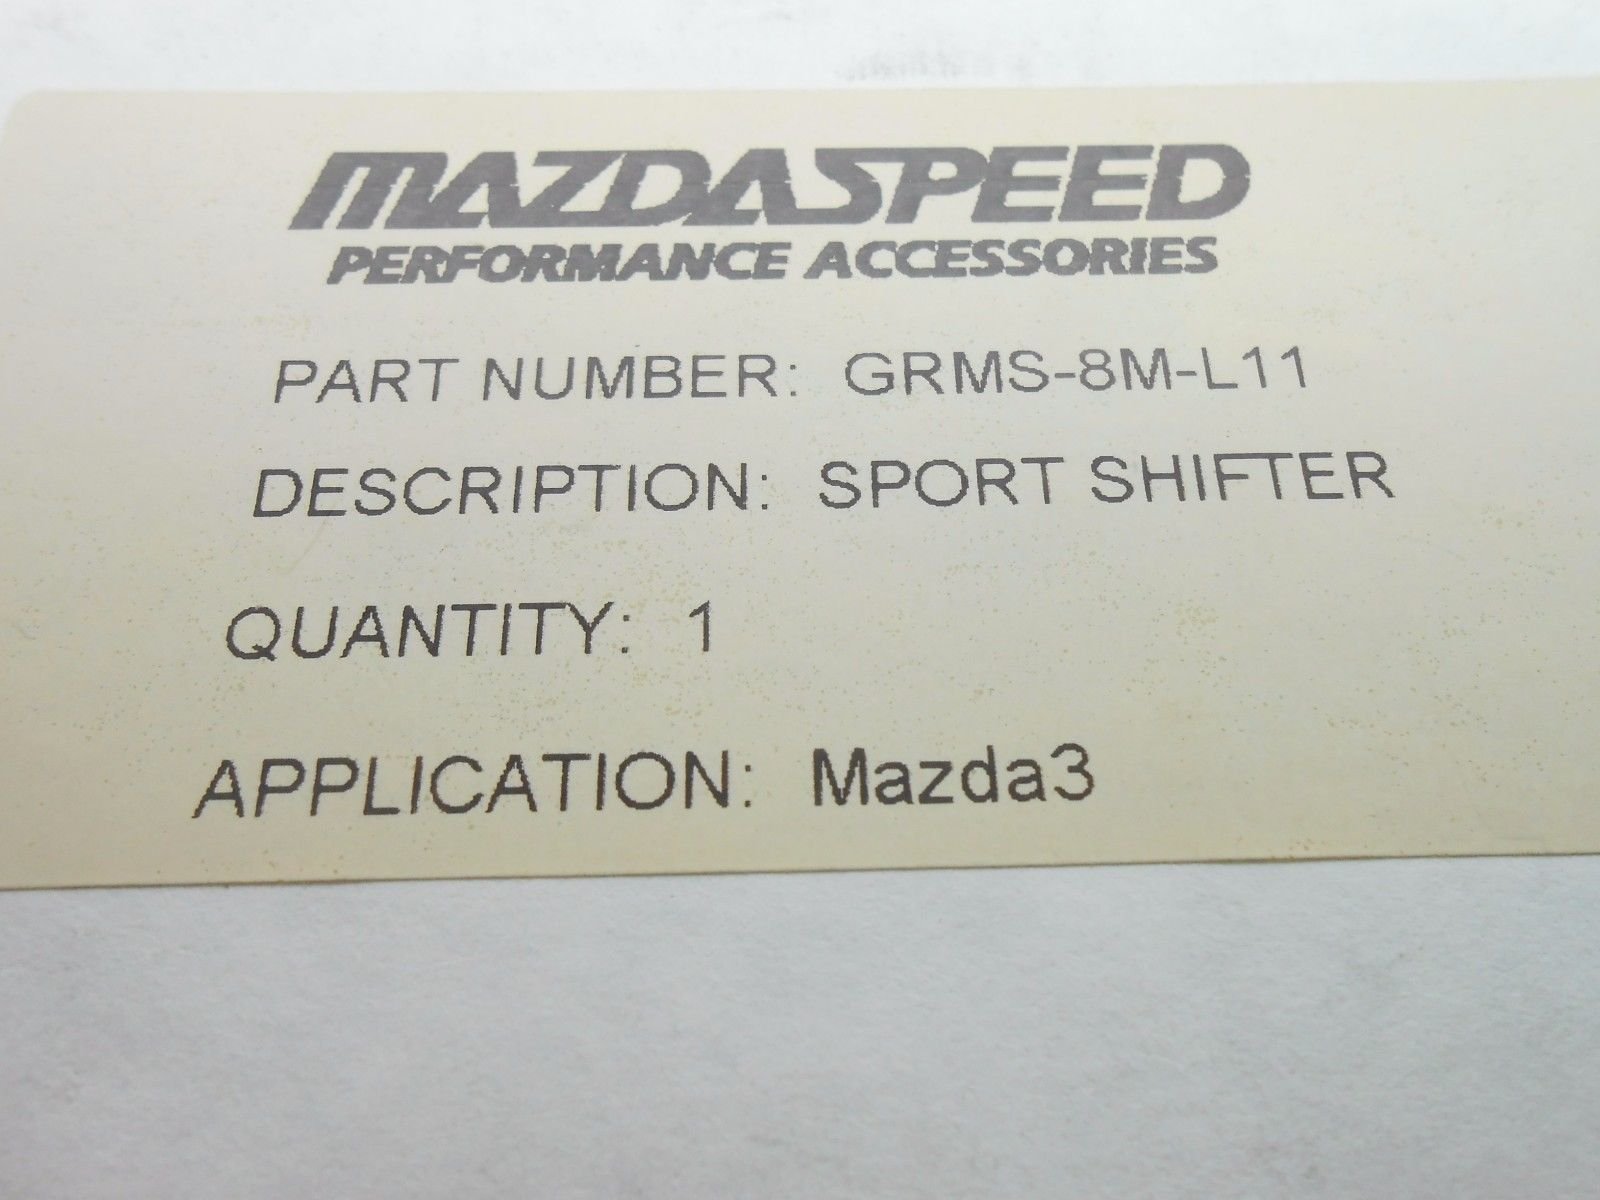 MAZDASPEED
PERFORMANCE ACCESSORIES
PART NUMBER: GRMS-8M-L11
DESCRIPTION: SPORT SHIFTER
QUANTITY: 1
APPLICATION: Mazda3